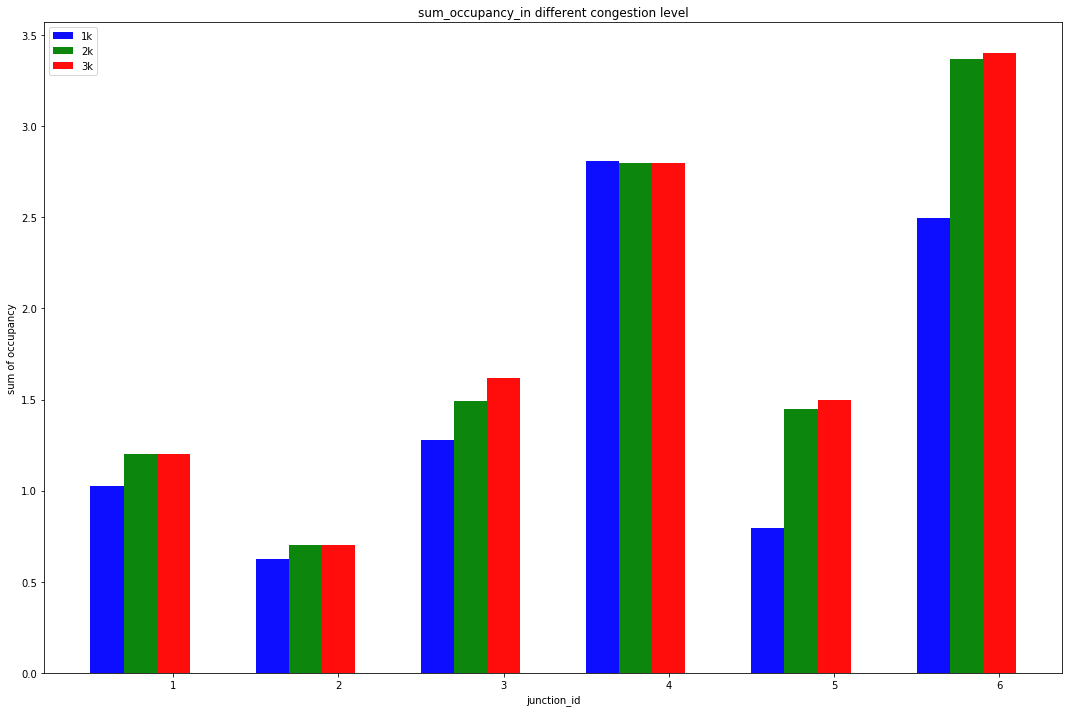 sum_occupancy_in different congestion level
1k
2k
3k
3.5
3.0
2.5
2.0
1.5
1.0
0.5
0.0
sum of occupancy
1 2 3 4 5 6
junction_id